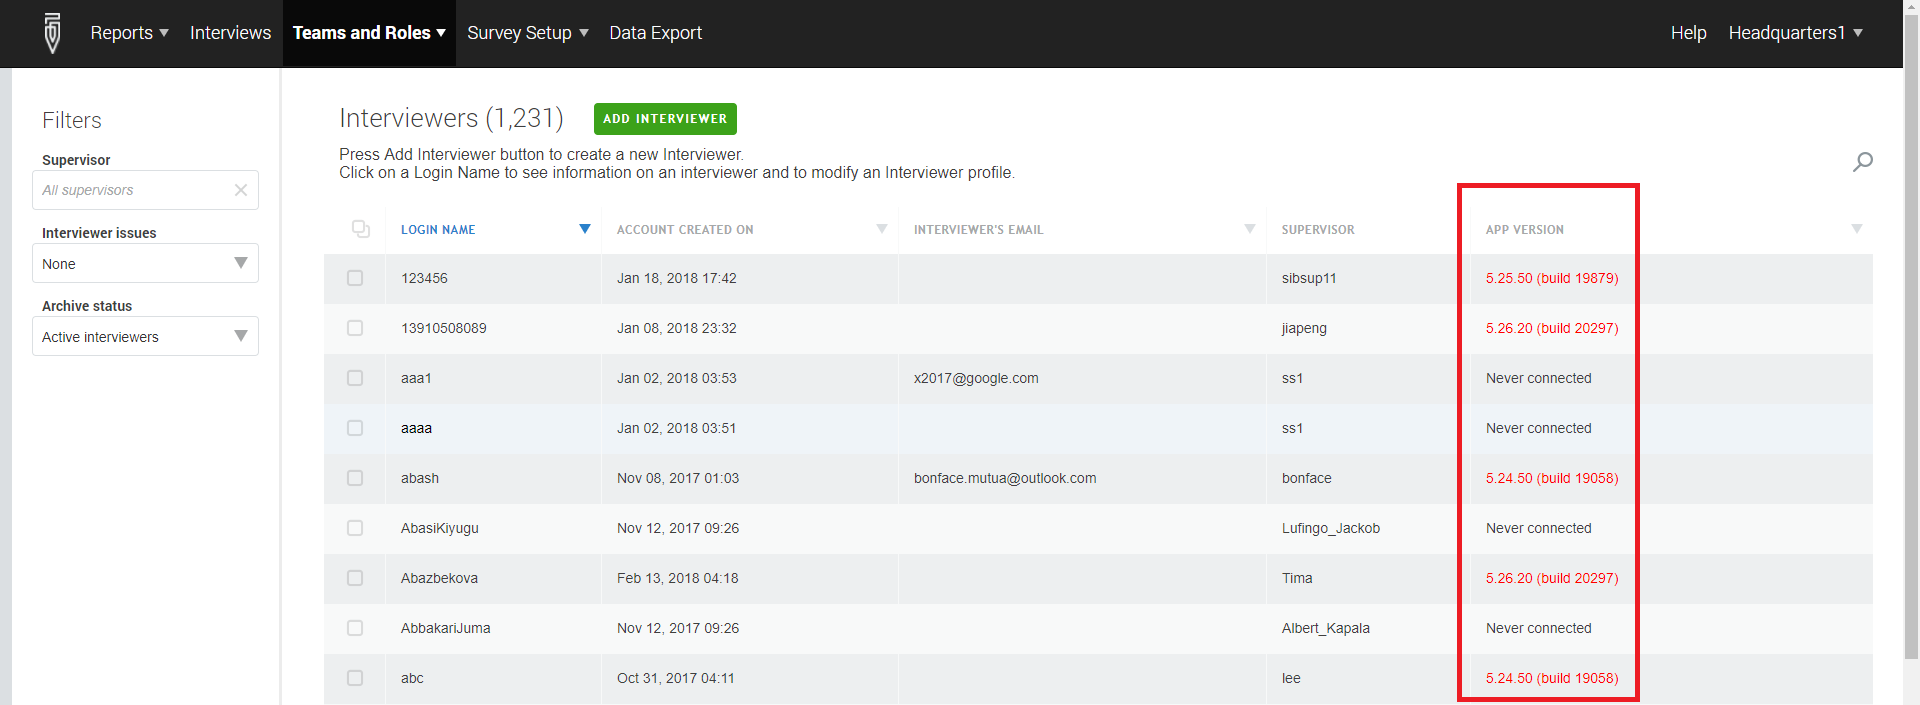 Reports Interviews Teams and Roles Survey Setup Data Export Help Headquarters1
Filters
Supervisor
All supervisors
Interviewer issues
None
Archive status
Active interviewers
Interviewers (1,231) ADD INTERVIEWER
Press Add Interviewer button to create a new Interviewer.
Click on a Login Name to see information on an interviewer and to modify an Interviewer profile.
LOGIN NAME ACCOUNT CREATED ON INTERVIEWER'S EMAIL SUPERVISOR APP VERSION
123456 Jan 18, 2018 17:42 sibsup11 5.25.50 (build 19879)
13910508089 Jan 08, 2018 23:32 jiapeng 5.26.20 (build 20297)
aaa1 Jan 02, 2018 03:53 x2017@google.com ss1 Never connected
aaaa Jan 02, 2018 03:51 ss1 Never connected
abash Nov 08, 2017 01:03 bonface.mutua@outlook.com bonface 5.24.50 (build 19058)
AbasiKiyugu Nov 12, 2017 09:26 Lufingo_Jackob Never connected
Abazbekova Feb 13, 2018 04:18 Tima 5.26.20 (build 20297)
AbbakariJuma Nov 12, 2017 09:26 Albert_Kapala Never connected
abc Oct 31, 2017 04:11 lee 5.24.50 (build 19058)